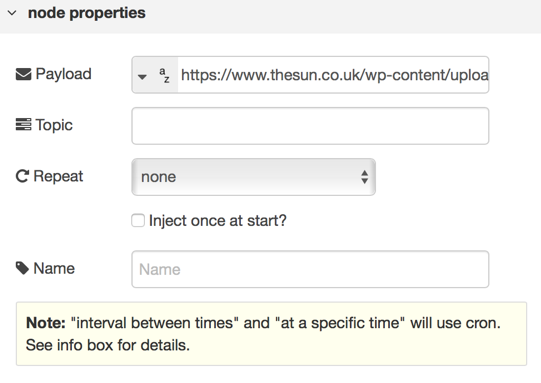 node properties
Payload
a
z
https://www.thesun.co.uk/wp-content/uploa
Topic
Repeat
none
Inject once at start?
Name
Name
Note: "interval between times" and "at a specific time" will use cron.
See info box for details.